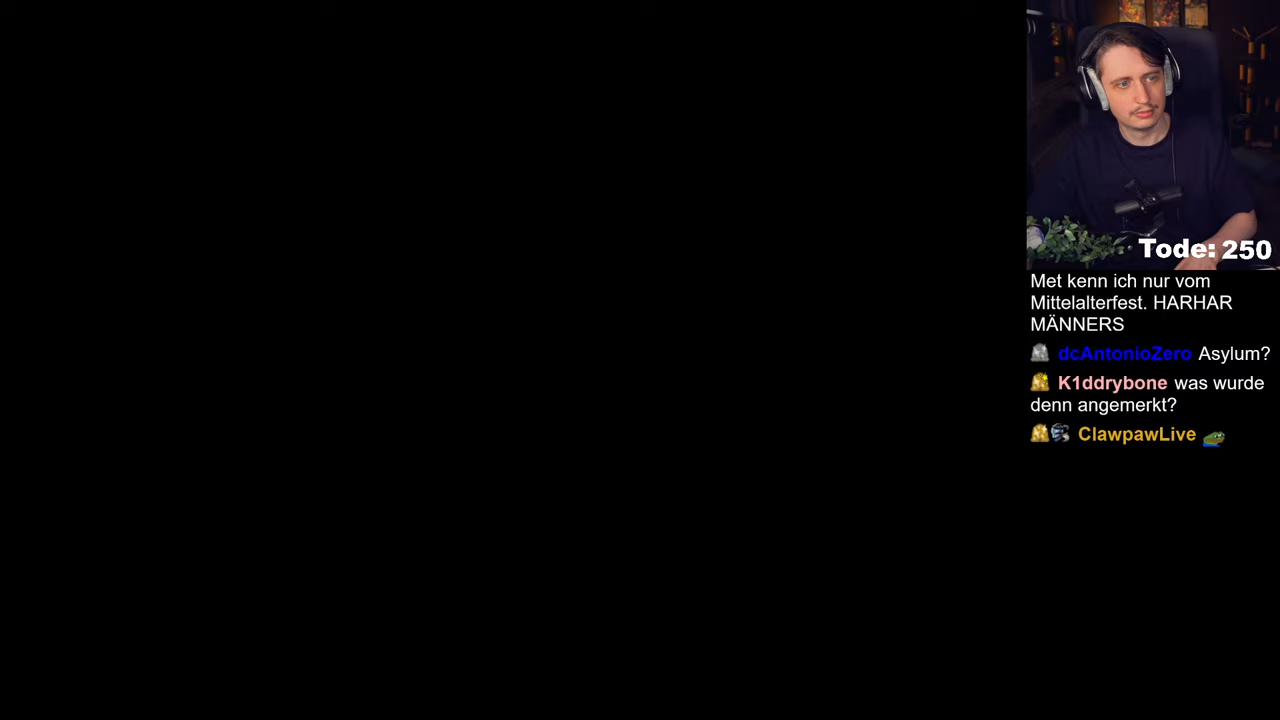 Tode: 250
Met kenn ich nur vom
Mittelalterfest. HARHAR
MÄNNERS
dcAntonioZero Asylum?
K1ddrybone was wurde
denn angemerkt?
ClawpawLive